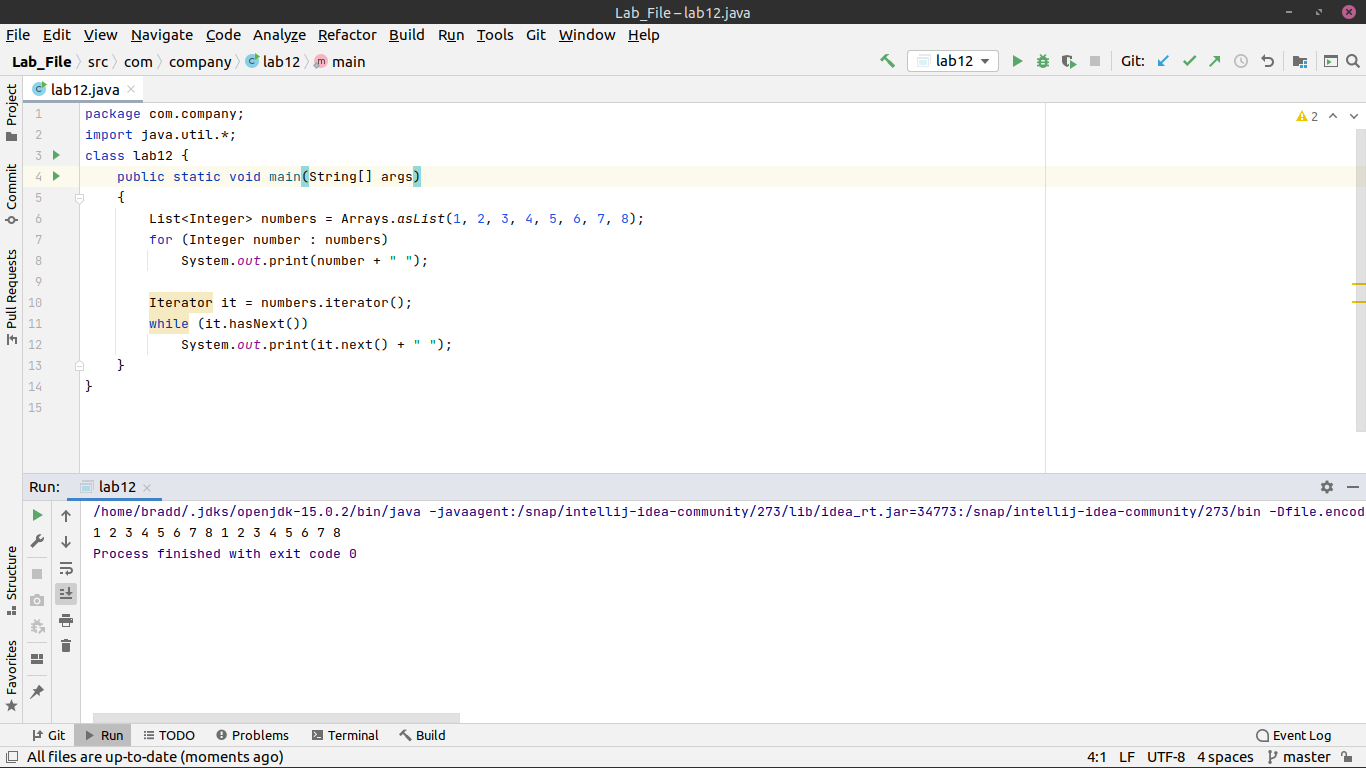 Lab_File – lab12.java
File Edit View Navigate Code Analyze Refactor Build Run Tools Git Window Help
Lab_File src com company lab12 main
lab12
Git:
lab12.java
Project
Commit
Pull Requests
Structure
Favorites
1 package com.company;
2 import java.util.*;
3 class lab12 {
4 public static void main(String[] args)
5 {
6 List<Integer> numbers = Arrays.asList(1, 2, 3, 4, 5, 6, 7, 8);
7 for (Integer number : numbers)
8 System.out.print(number + " ");
9
10 Iterator it = numbers.iterator();
11 while (it.hasNext())
12 System.out.print(it.next() + " ");
13 }
14 }
15
2
Run: lab12
/home/bradd/.jdks/openjdk-15.0.2/bin/java -javaagent:/snap/intellij-idea-community/273/lib/idea_rt.jar=34773:/snap/intellij-idea-community/273/bin -Dfile.encod
1 2 3 4 5 6 7 8 1 2 3 4 5 6 7 8
Process finished with exit code 0
Git Run TODO Problems Terminal Build Event Log
All files are up-to-date (moments ago) 4:1 LF UTF-8 4 spaces master